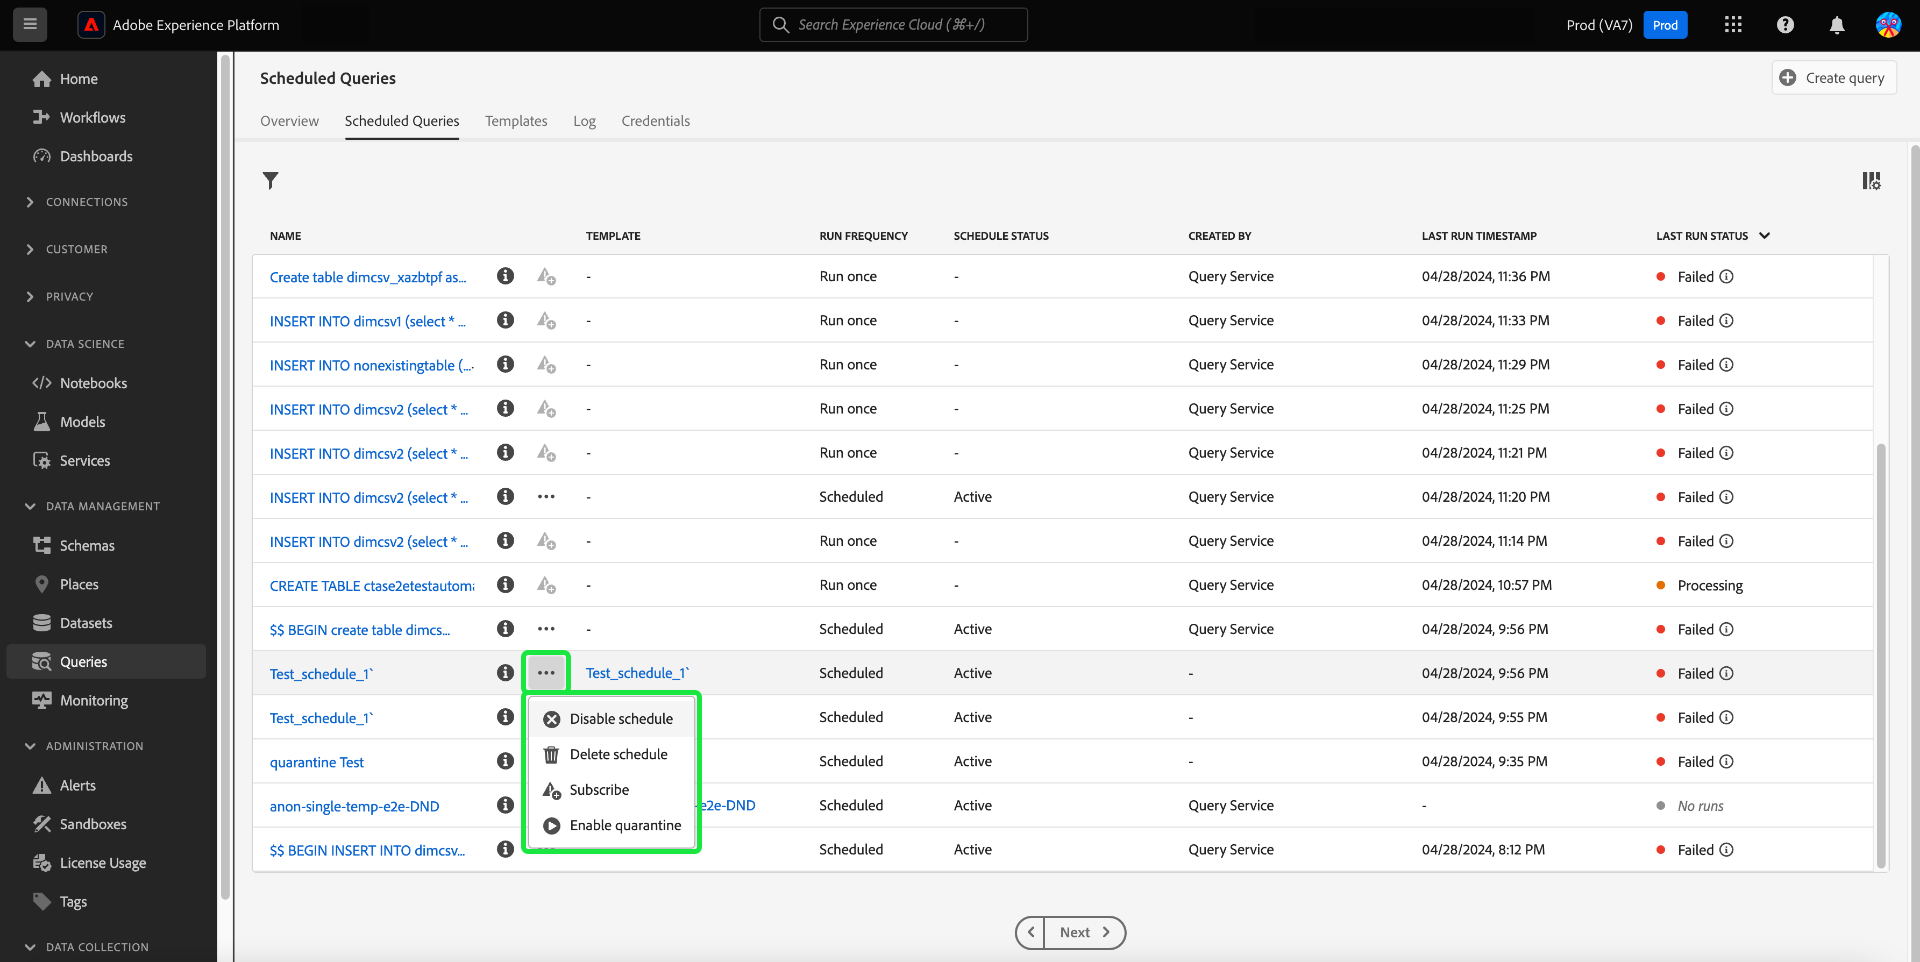 Adobe Experience Platform
Search Experience Cloud (⌘+/)
Prod (VA7) Prod
Home
Workflows
Dashboards
CONNECTIONS
CUSTOMER
PRIVACY
DATA SCIENCE
Notebooks
Models
Services
DATA MANAGEMENT
Schemas
Places
Datasets
Queries
Monitoring
ADMINISTRATION
Alerts
Sandboxes
License Usage
Tags
DATA COLLECTION
Scheduled Queries
Create query
Overview Scheduled Queries Templates Log Credentials
NAME TEMPLATE RUN FREQUENCY SCHEDULE STATUS CREATED BY LAST RUN TIMESTAMP LAST RUN STATUS
Create table dimcsv_xazbtpf as... - Run once - Query Service 04/28/2024, 11:36 PM Failed
INSERT INTO dimcsv1 (select * ... - Run once - Query Service 04/28/2024, 11:33 PM Failed
INSERT INTO nonexistingtable (... - Run once - Query Service 04/28/2024, 11:29 PM Failed
INSERT INTO dimcsv2 (select * ... - Run once - Query Service 04/28/2024, 11:25 PM Failed
INSERT INTO dimcsv2 (select * ... - Run once - Query Service 04/28/2024, 11:21 PM Failed
INSERT INTO dimcsv2 (select * ... - Scheduled Active Query Service 04/28/2024, 11:20 PM Failed
INSERT INTO dimcsv2 (select * ... - Run once - Query Service 04/28/2024, 11:14 PM Failed
CREATE TABLE ctase2etestautoma - Run once - Query Service 04/28/2024, 10:57 PM Processing
$$ BEGIN create table dimcs... - Scheduled Active Query Service 04/28/2024, 9:56 PM Failed
Test_schedule_1` Test_schedule_1` Scheduled Active - 04/28/2024, 9:56 PM Failed
Test_schedule_1` Scheduled Active - 04/28/2024, 9:55 PM Failed
quarantine Test Scheduled Active - 04/28/2024, 9:35 PM Failed
anon-single-temp-e2e-DND -e2e-DND Scheduled Active Query Service - No runs
$$ BEGIN INSERT INTO dimcsv... Scheduled Active Query Service 04/28/2024, 8:12 PM Failed
Disable schedule
Delete schedule
Subscribe
Enable quarantine
Next